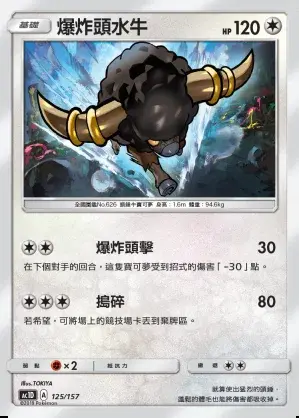 基礎 爆炸頭水牛 HP 120
全國圖鑑No.626 頭錘牛寶可夢 身高：1.6m 體重：94.6kg
爆炸頭擊 30
在下個對手的回合，這隻寶可夢受到招式的傷害「-30」點。
搗碎 80
若希望，可將場上的競技場卡丟到棄牌區。
弱點 ×2 抵抗力 撤退
Illus.TOKIYA
AC1D A 125/157
©2019 Pokémon
就算使出猛烈的頭錘，
蓬鬆的體毛也能將傷害都吸收掉。